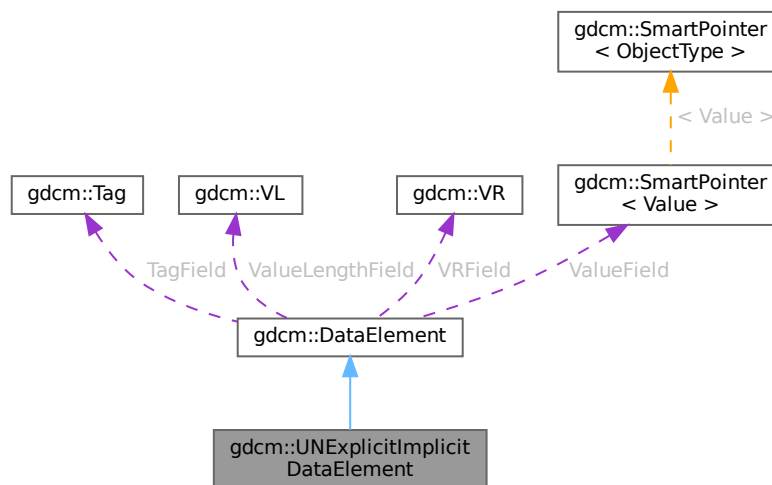 gdcm::SmartPointer
< ObjectType >
< Value >
gdcm::Tag
gdcm::VL
gdcm::VR
gdcm::SmartPointer
< Value >
TagField
ValueLengthField
VRField
ValueField
gdcm::DataElement
gdcm::UNExplicitImplicit
DataElement